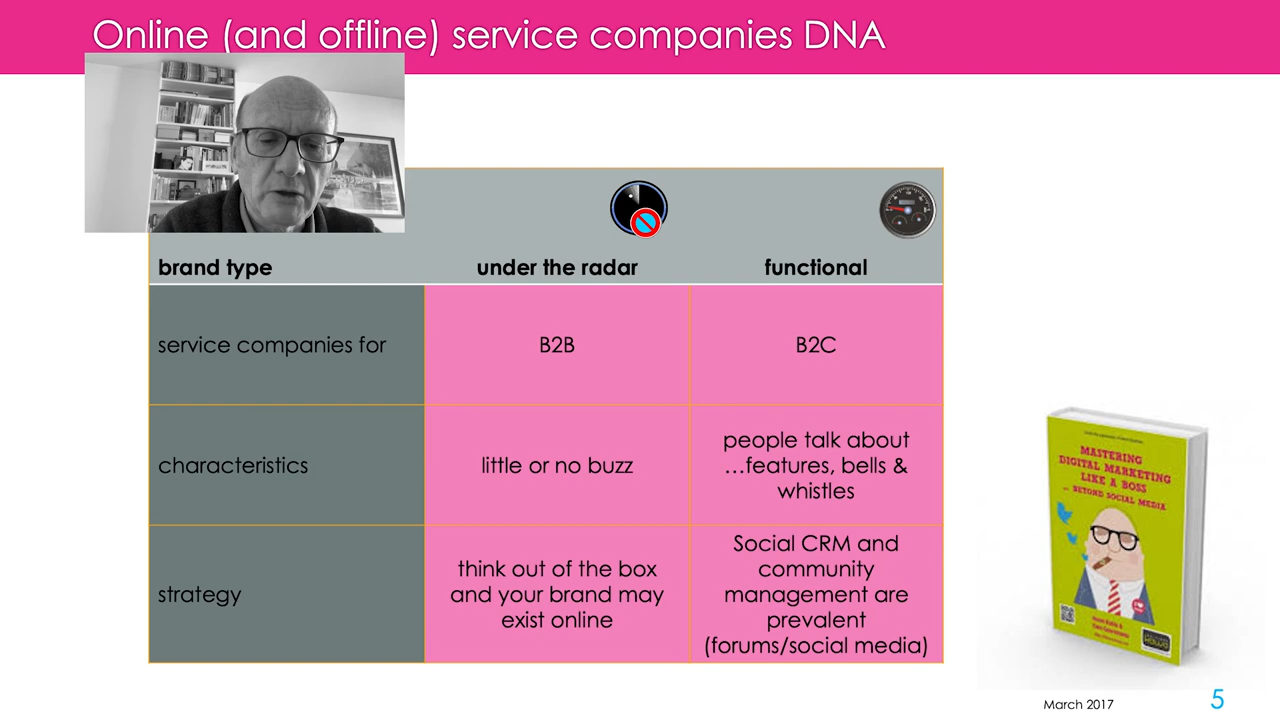 Online (and offline) service companies DNA
brand type
under the radar
functional
service companies for
B2B
B2C
characteristics
little or no buzz
people talk about
…features, bells &
whistles
strategy
think out of the box
and your brand may
exist online
Social CRM and
community
management are
prevalent
(forums/social media)
MASTERING
DIGITAL MARKETING
LIKE A BOSS
... BEYOND SOCIAL MEDIA
March 2017
5